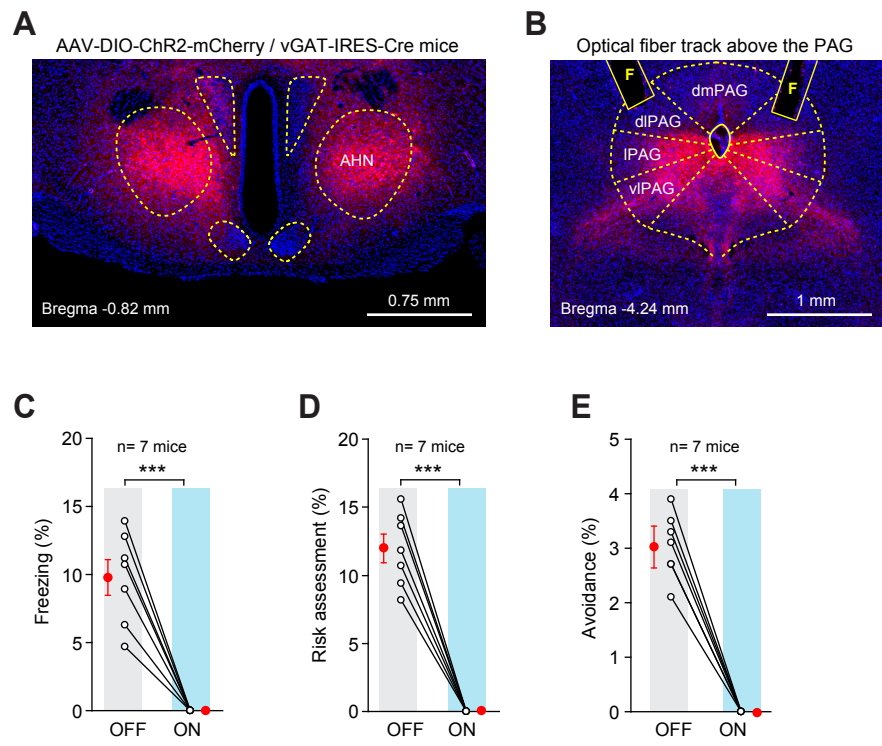 A
AAV-DIO-ChR2-mCherry / vGAT-IRES-Cre mice
AHN
Bregma -0.82 mm
0.75 mm
B
Optical fiber track above the PAG
F
F
dmPAG
dlPAG
lPAG
vlPAG
Bregma -4.24 mm
1 mm
C
n= 7 mice
***
Freezing (%)
20
15
10
5
0
OFF
ON
D
n= 7 mice
***
Risk assessment (%)
20
15
10
5
0
OFF
ON
E
n= 7 mice
***
Avoidance (%)
5
4
3
2
1
0
OFF
ON